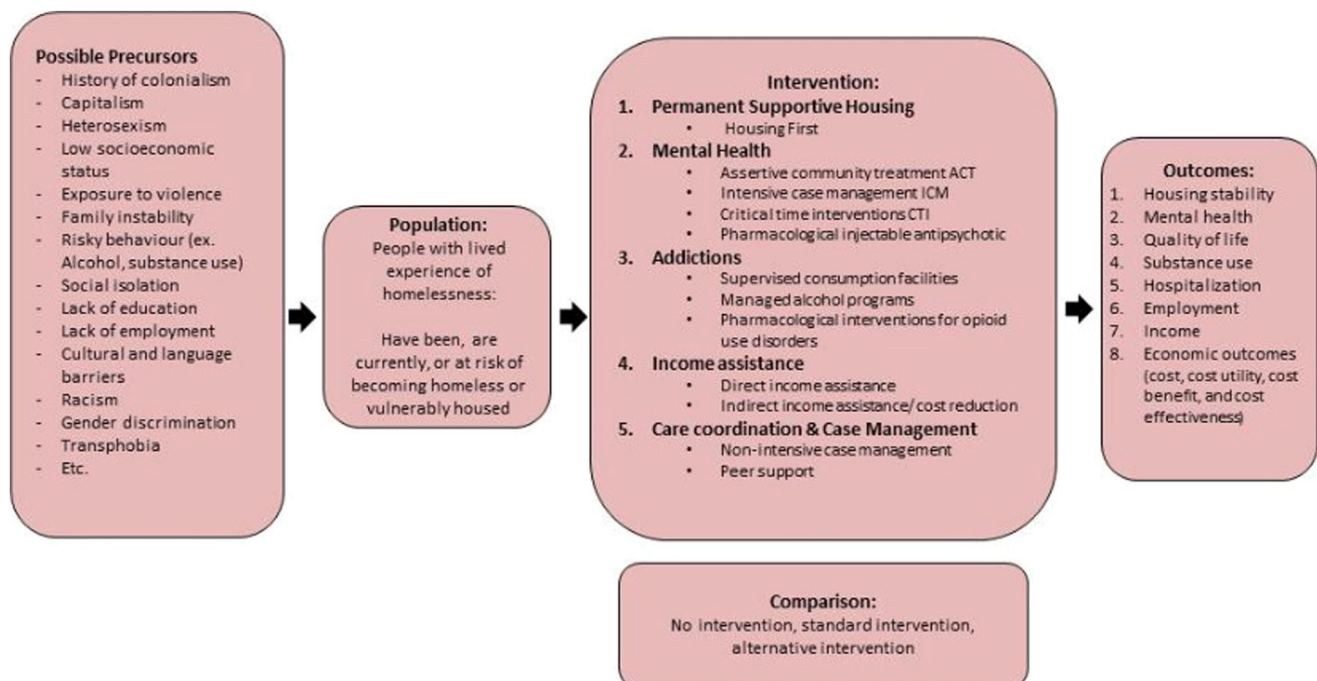 Possible Precursors
- History of colonialism
- Capitalism
- Heterosexism
- Low socioeconomic
status
- Exposure to violence
- Family instability
- Risky behaviour (ex.
Alcohol, substance use)
- Social isolation
- Lack of education
- Lack of employment
- Cultural and language
barriers
- Racism
- Gender discrimination
- Transphobia
- Etc.
Population:
People with lived
experience of
homelessness:
Have been, are
currently, or at risk of
becoming homeless or
vulnerably housed
Intervention:
1. Permanent Supportive Housing
• Housing First
2. Mental Health
• Assertive community treatment ACT
• Intensive case management ICM
• Critical time interventions CTI
• Pharmacological injectable antipsychotic
3. Addictions
• Supervised consumption facilities
• Managed alcohol programs
• Pharmacological interventions for opioid
use disorders
4. Income assistance
• Direct income assistance
• Indirect income assistance/ cost reduction
5. Care coordination & Case Management
• Non-intensive case management
• Peer support
Comparison:
No intervention, standard intervention,
alternative intervention
Outcomes:
1. Housing stability
2. Mental health
3. Quality of life
4. Substance use
5. Hospitalization
6. Employment
7. Income
8. Economic outcomes
(cost, cost utility, cost
benefit, and cost
effectiveness)